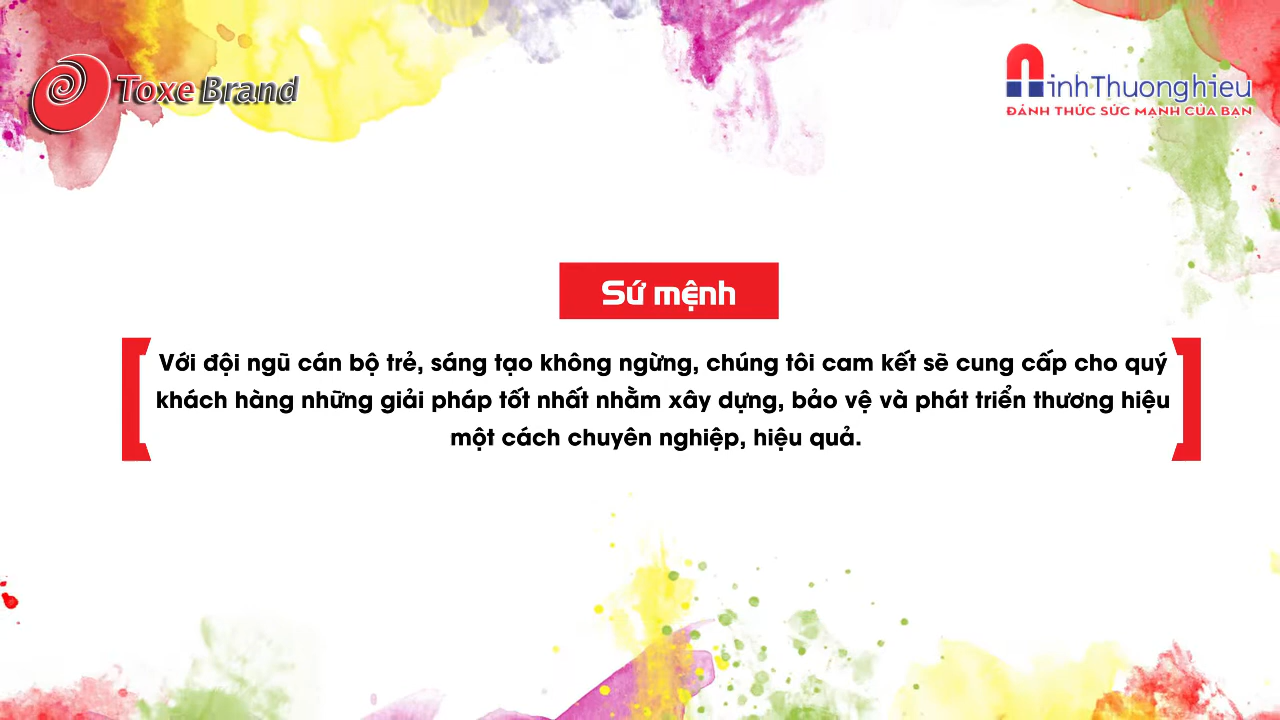 Toxe Brand
ninhThuonghieu
ĐÁNH THỨC SỨC MẠNH CỦA BẠN
Sứ mệnh
Với đội ngũ cán bộ trẻ, sáng tạo không ngừng, chúng tôi cam kết sẽ cung cấp cho quý
khách hàng những giải pháp tốt nhất nhằm xây dựng, bảo vệ và phát triển thương hiệu
một cách chuyên nghiệp, hiệu quả.